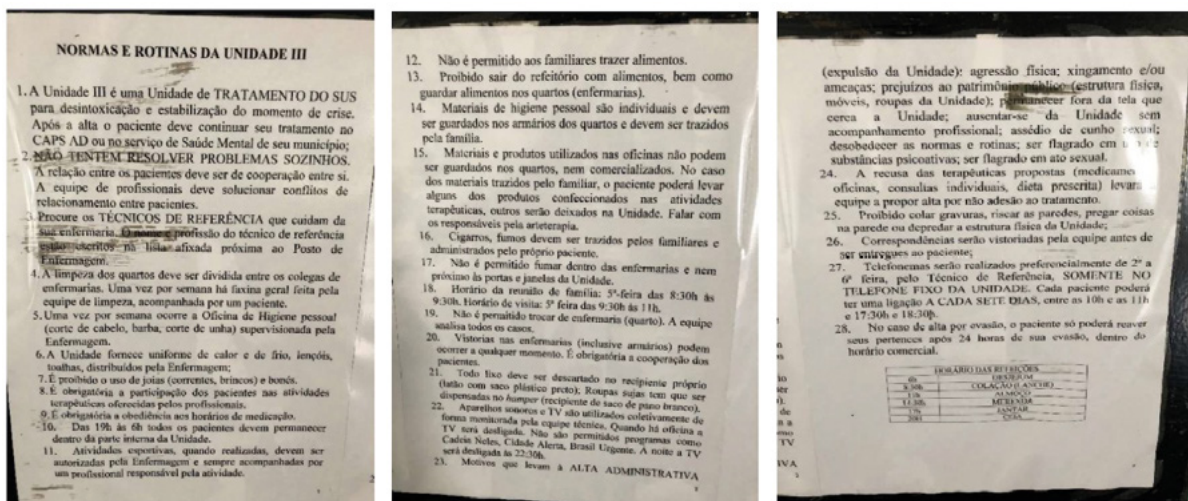 NORMAS E ROTINAS DA UNIDADE III
1. A Unidade III é uma Unidade de TRATAMENTO DO SUS
para desintoxicação e estabilização do momento de crise.
Após a alta o paciente deve continuar seu tratamento no
CAPS AD ou no serviço de Saúde Mental de seu município;
2. NÃO TENTEM RESOLVER PROBLEMAS SOZINHOS.
A relação entre os pacientes deve ser de cooperação entre si.
A equipe de profissionais deve solucionar conflitos de
relacionamento entre pacientes.
3. Procure os TÉCNICOS DE REFERÊNCIA que cuidam da
sua enfermaria. O nome e profissão do técnico de referência
estão escritos na lista afixada próxima ao Posto de
Enfermagem.
4. A limpeza dos quartos deve ser dividida entre os colegas de
enfermarias. Uma vez por semana há faxina geral feita pela
equipe de limpeza, acompanhada por um paciente.
5. Uma vez por semana ocorre a Oficina de Higiene pessoal
(corte de cabelo, barba, corte de unha) supervisionada pela
Enfermagem.
6. A Unidade fornece uniforme de calor e de frio, lençóis,
toalhas, distribuídos pela Enfermagem;
7. É proibido o uso de joias (correntes, brincos) e bonés.
8. É obrigatória a participação dos pacientes nas atividades
terapêuticas oferecidas pelos profissionais.
9. É obrigatória a obediência aos horários de medicação.
10. Das 19h às 6h todos os pacientes devem permanecer
dentro da parte interna da Unidade.
11. Atividades esportivas, quando realizadas, devem ser
autorizadas pela Enfermagem e sempre acompanhadas por
um profissional responsável pela atividade.
12. Não é permitido aos familiares trazer alimentos.
13. Proibido sair do refeitório com alimentos, bem como
guardar alimentos nos quartos (enfermarias).
14. Materiais de higiene pessoal são individuais e devem
ser guardados nos armários dos quartos e devem ser trazidos
pela família.
15. Materiais e produtos utilizados nas oficinas não podem
ser guardados nos quartos, nem comercializados. No caso
dos materiais trazidos pelo familiar, o paciente poderá levar
alguns dos produtos confeccionados nas atividades
terapêuticas, outros serão deixados na Unidade. Falar com
os responsáveis pela arteterapia.
16. Cigarros, fumos devem ser trazidos pelos familiares e
administrados pelo próprio paciente.
17. Não é permitido fumar dentro das enfermarias e nem
próximo às portas e janelas da Unidade.
18. Horário da reunião de família: 5ª-feira das 8:30h às
9:30h. Horário de visita: 5ª feira das 9:30h às 11h.
19. Não é permitido trocar de enfermaria (quarto). A equipe
analisa todos os casos.
20. Vistorias nas enfermarias (inclusive armários) podem
ocorrer a qualquer momento. É obrigatória a cooperação dos
pacientes.
21. Todo lixo deve ser descartado no recipiente próprio
(latão com saco plástico preto); Roupas sujas tem que ser
dispensadas no hamper (recipiente de saco de pano branco).
22. Aparelhos sonoros e TV são utilizados coletivamente de
forma monitorada pela equipe técnica. Quando há oficina a
TV será desligada. Não são permitidos programas como
Cadeia Neles, Cidade Alerta, Brasil Urgente. A noite a TV
será desligada às 22:30h.
23. Motivos que levam à ALTA ADMINISTRATIVA
(expulsão da Unidade): agressão física; xingamento e/ou
ameaças; prejuízos ao patrimônio público (estrutura física,
móveis, roupas da Unidade); permanecer fora da tela que
cerca a Unidade; ausentar-se da Unidade sem
acompanhamento profissional; assédio de cunho sexual;
desobedecer as normas e rotinas; ser flagrado em
substâncias psicoativas; ser flagrado em ato sexual.
24. A recusa das terapêuticas propostas
oficinas, consultas individuais, dieta prescrita)
equipe a propor alta por não adesão ao tratamento.
25. Proibido colar gravuras, riscar as paredes, pregar coisas
na parede ou depredar a estrutura física da Unidade;
26. Correspondências serão vistoriadas pela equipe antes de
ser entregues ao paciente;
27. Telefonemas serão realizados preferencialmente de 2ª a
6ª feira, pelo Técnico de Referência, SOMENTE NO
TELEFONE FIXO DA UNIDADE. Cada paciente poderá
ter uma ligação A CADA SETE DIAS, entre as 10h e as 11h
e 17:30h e 18:30h.
28. No caso de alta por evasão, o paciente só poderá reaver
seus pertences após 24 horas de sua evasão, dentro do
horário comercial.
HORÁRIO DAS REFEIÇÕES
DESJEJUM
COLAÇÃO (LANCHE)
ALMOÇO
MERENDA
JANTAR
CEIA